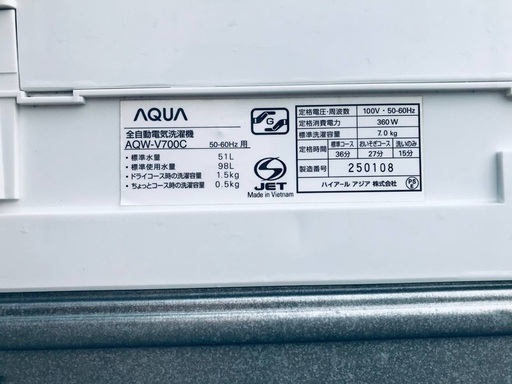 AQUA
全自動電気洗濯機
AQW-V700C 50-60Hz 用
• 標準水量 51L
• 標準使用水量 98L
• ドライコース時の洗濯容量 1.5kg
• ちょっとコース時の洗濯容量 0.5kg
G
S
JET
Made in Vietnam
定格電圧・周波数 100V・50-60Hz
定格消費電力 360W
標準洗濯容量 7.0kg
定格時間 標準コース おいそぎコース 洗いのみ
36分 27分 15分
製造番号 250108
ハイアール アジア 株式会社
PS
E